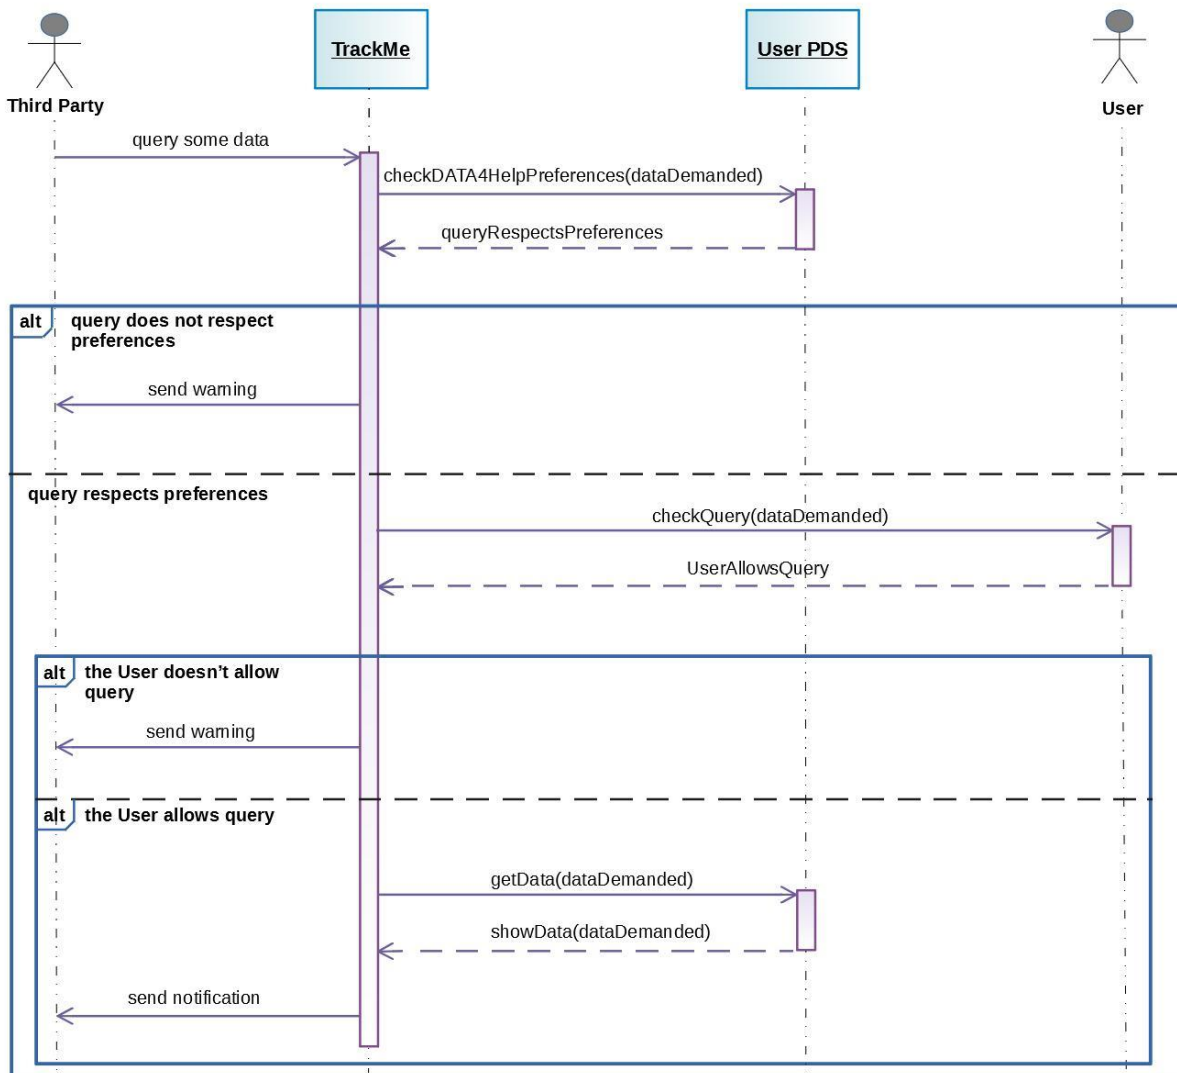 TrackMe
User PDS
Third Party
User
query some data
checkDATA4HelpPreferences(dataDemanded)
queryRespectsPreferences
alt
query does not respect
preferences
send warning
query respects preferences
checkQuery(dataDemanded)
UserAllowsQuery
alt
the User doesn’t allow
query
send warning
alt
the User allows query
getData(dataDemanded)
showData(dataDemanded)
send notification